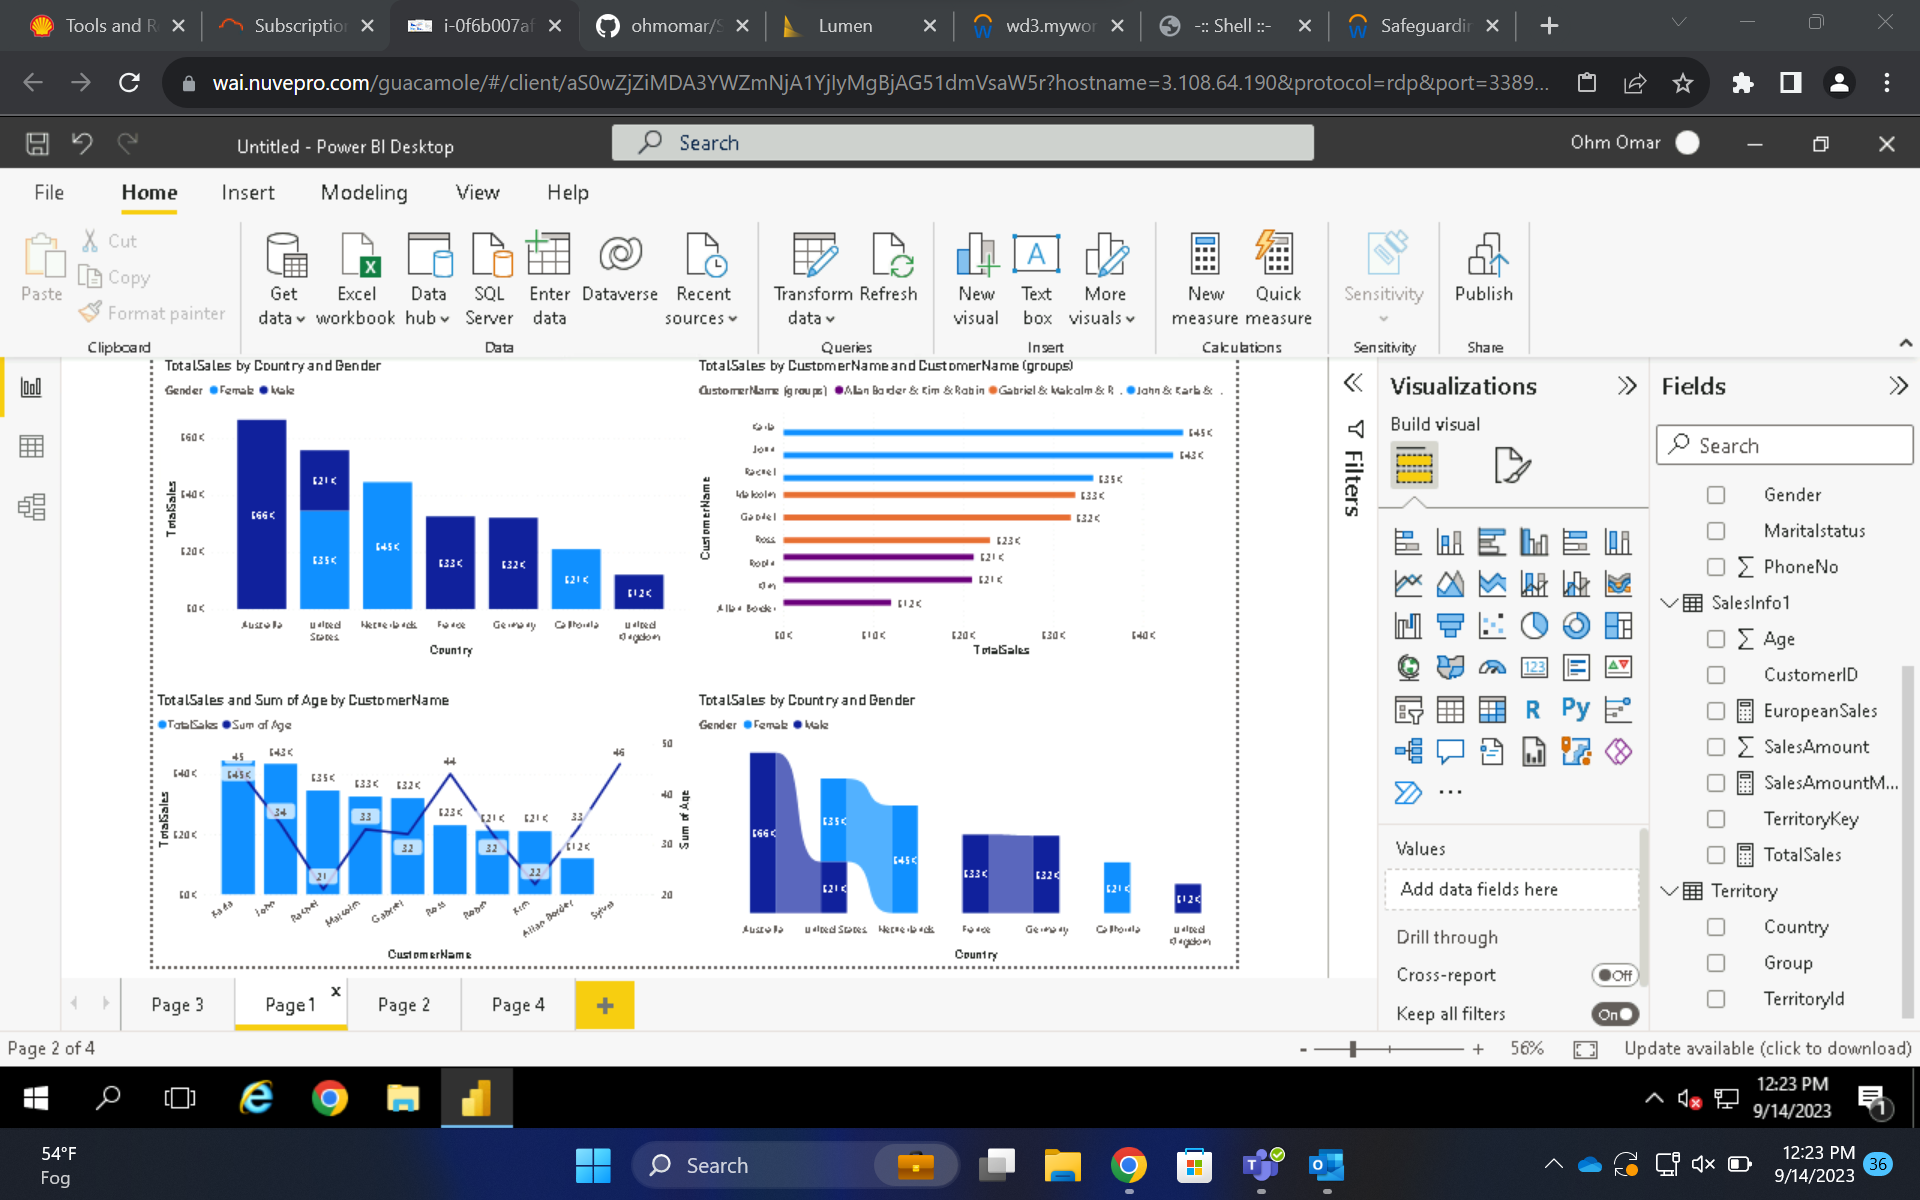 Tools and R
Subscription
i-0f6b007af
ohmomar/S
Lumen
wd3.mywor
-:: Shell ::-
Safeguardin
wai.nuvepro.com/guacamole/#/client/aS0wZjZiMDA3YWZmNjA1YjIyMgBjAG51dmVsaW5r?hostname=3.108.64.190&protocol=rdp&port=3389...
Untitled - Power BI Desktop
Search
Ohm Omar
File Home Insert Modeling View Help
Paste
Cut
Copy
Format painter
Clipboard
Get data
Excel workbook
Data hub
SQL Server
Enter data
Dataverse
Recent sources
Data
Transform data
Refresh
Queries
New visual
Text box
More visuals
Insert
New measure
Quick measure
Calculations
Sensitivity
Sensitivity
Publish
Share
TotalSales by Country and Gender
Gender Female Male
TotalSales
£60K
£40K
£20K
£0K
£66K
£21K
£35K
£45K
£33K
£32K
£21K
£12K
Australia
United States
Netherlands
France
Germany
California
United Kingdom
Country
TotalSales by CustomerName and CustomerName (groups)
CustomerName (groups) Allan Border & Kim & Robin Gabriel & Malcolm & R... John & Karla & ...
CustomerName
Karla £45K
John £43K
Rachel £35K
Malcolm £33K
Gabriel £32K
Ross £23K
Robin £21K
Kim £21K
Allan Border £12K
£0K £10K £20K £30K £40K
TotalSales
TotalSales and Sum of Age by CustomerName
TotalSales Sum of Age
TotalSales
£40K
£20K
£0K
45
£45K
£43K
34
£35K
21
£33K
33
£32K
32
44
£23K
£21K
32
£21K
22
33
£12K
46
50
40
30
20
Sum of Age
Karla
John
Rachel
Malcolm
Gabriel
Ross
Robin
Kim
Allan Border
Sylvia
CustomerName
TotalSales by Country and Gender
Gender Female Male
£66K
£35K
£21K
£45K
£33K
£32K
£21K
£12K
Australia
United States
Netherlands
France
Germany
California
United Kingdom
Country
Filters
Visualizations
Build visual
123
R
Py
...
Values
Add data fields here
Drill through
Cross-report
Off
Keep all filters
On
Fields
Search
Gender
Maritalstatus
PhoneNo
SalesInfo1
Age
CustomerID
EuropeanSales
SalesAmount
SalesAmountM...
TerritoryKey
TotalSales
Territory
Country
Group
TerritoryId
Page 3
Page 1
x
Page 2
Page 4
+
Page 2 of 4
- + 56%
Update available (click to download)
12:23 PM
9/14/2023
1
54°F
Fog
Search
12:23 PM
9/14/2023
36